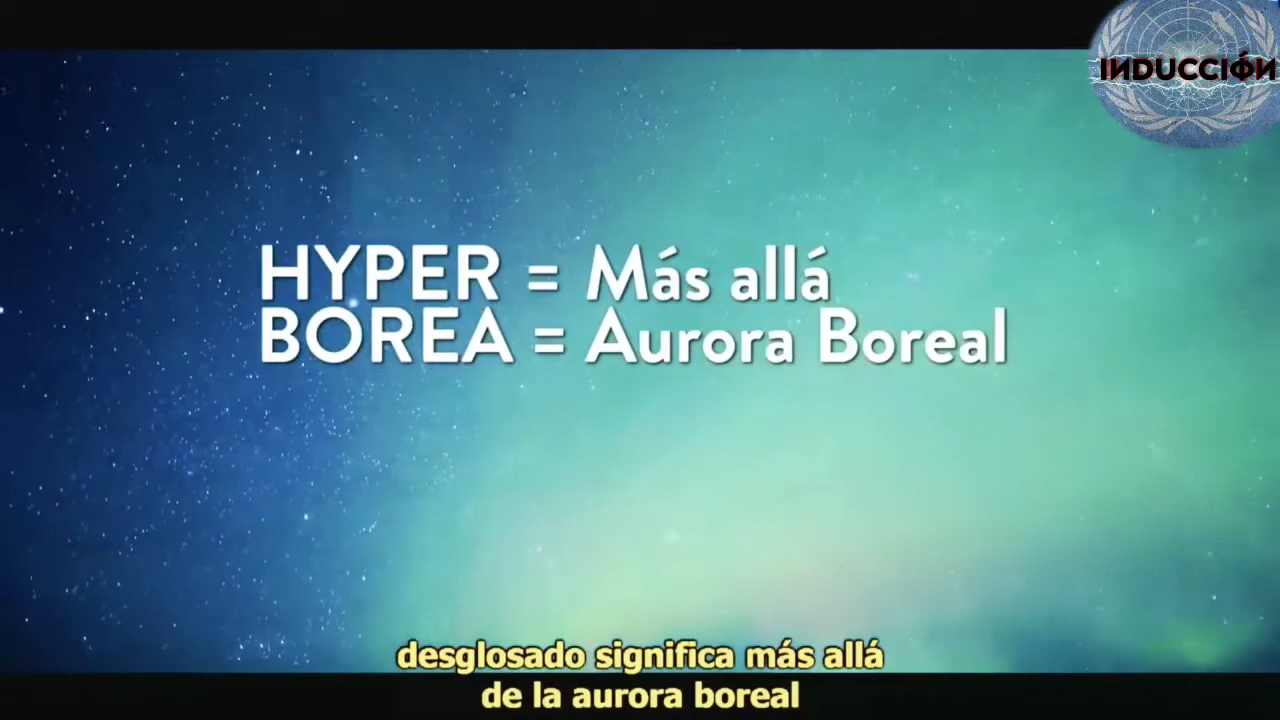 INDUCCIÓN
HYPER = Más allá
BOREA = Aurora Boreal
desglosado significa más allá
de la aurora boreal